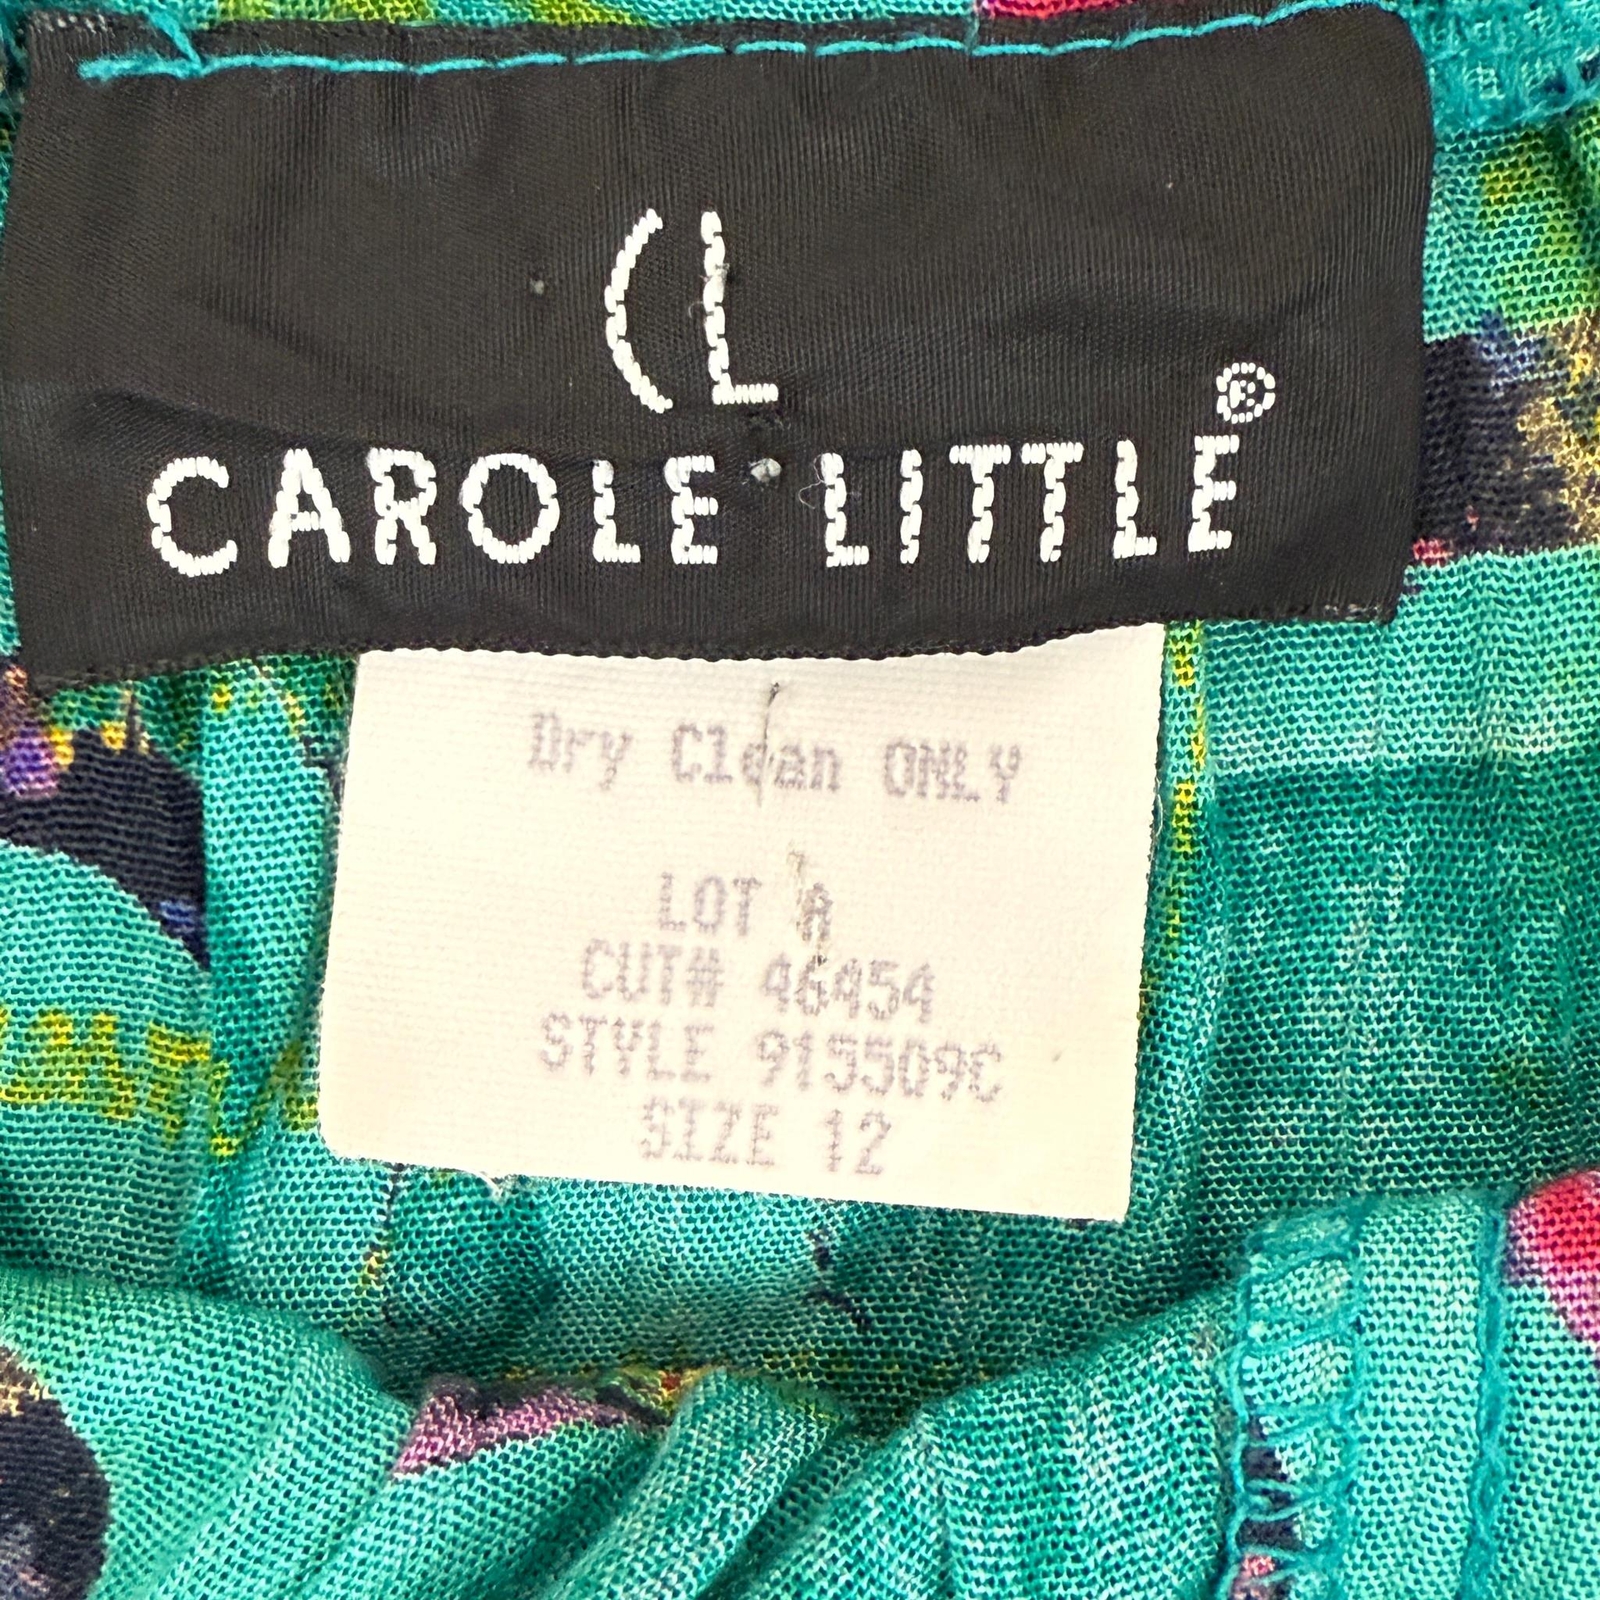 CL
CAROLE LITTLE®
Dry Clean ONLY
LOT A
CUT# 46454
STYLE 915509C
SIZE 12